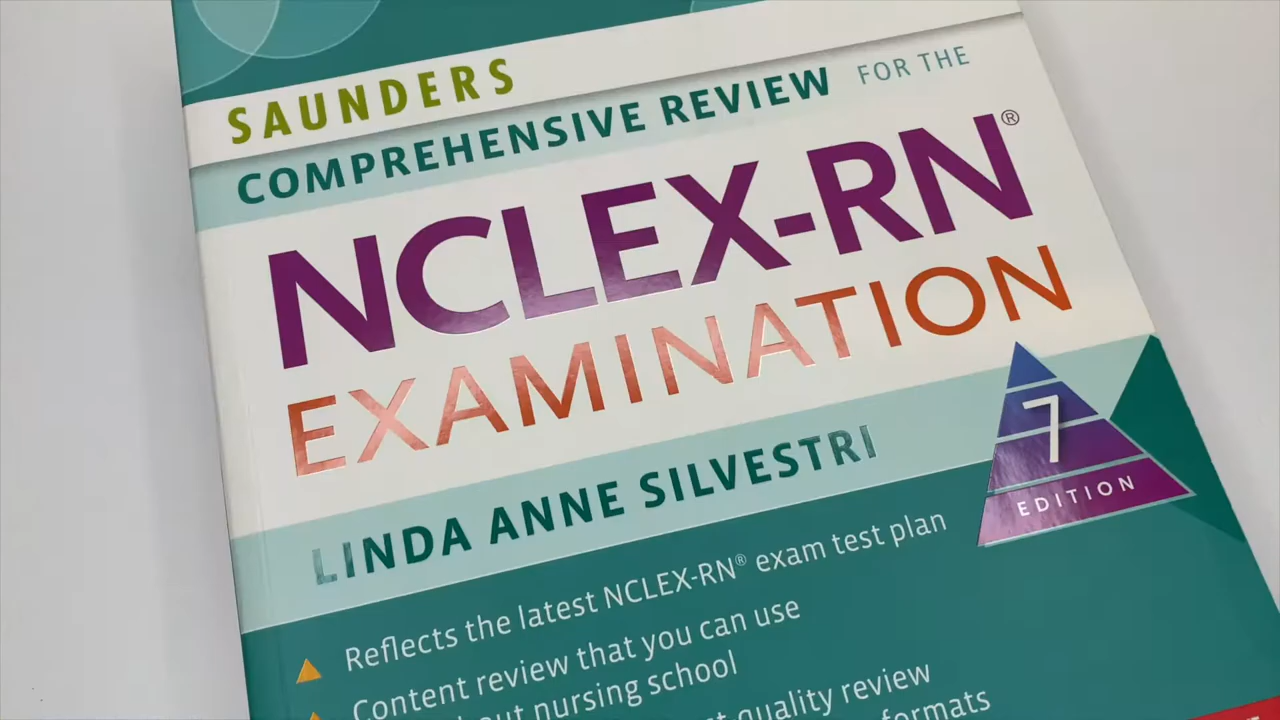 SAUNDERS
COMPREHENSIVE REVIEW FOR THE
NCLEX-RN®
EXAMINATION
LINDA ANNE SILVESTRI
7
EDITION
Reflects the latest NCLEX-RN® exam test plan
Content review that you can use
nursing school
quality review
formats